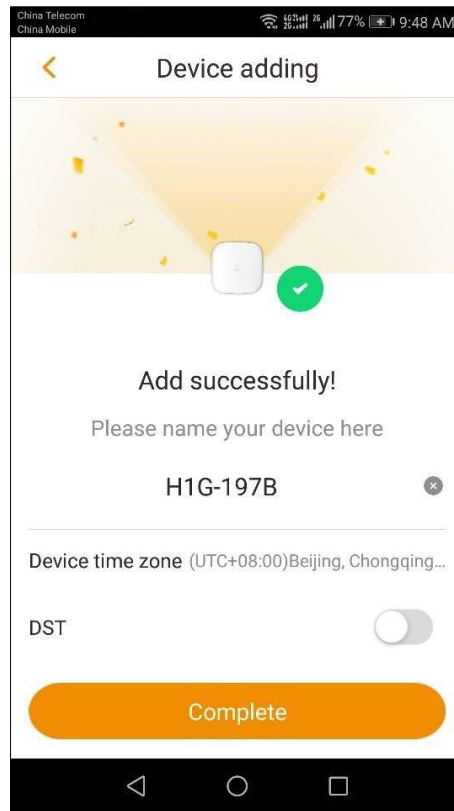 China Telecom
China Mobile
77% 9:48 AM
Device adding
Add successfully!
Please name your device here
H1G-197B
Device time zone (UTC+08:00)Beijing, Chongqing...
DST
Complete